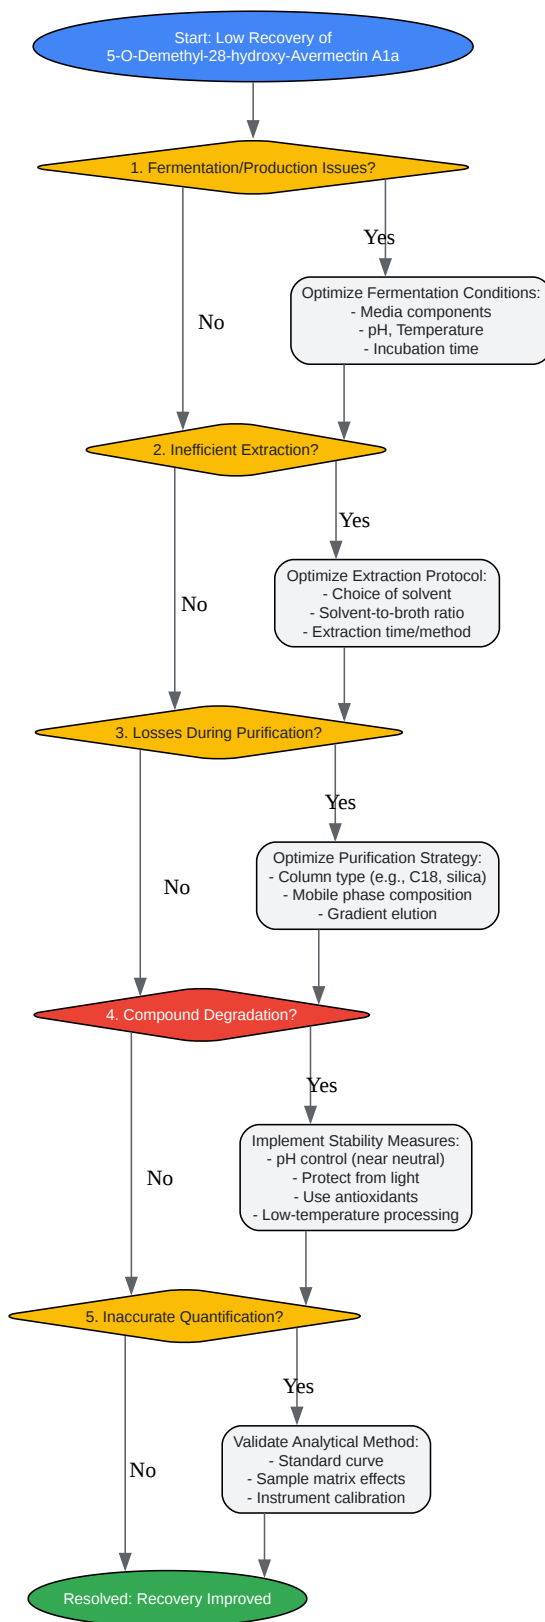 Start: Low Recovery of
5-O-Demethyl-28-hydroxy-Avermectin A1a
1. Fermentation/Production Issues?
Yes
Optimize Fermentation Conditions:
- Media components
- pH, Temperature
- Incubation time
No
2. Inefficient Extraction?
Yes
Optimize Extraction Protocol:
- Choice of solvent
- Solvent-to-broth ratio
- Extraction time/method
No
3. Losses During Purification?
Yes
Optimize Purification Strategy:
- Column type (e.g., C18, silica)
- Mobile phase composition
- Gradient elution
No
4. Compound Degradation?
Yes
Implement Stability Measures:
- pH control (near neutral)
- Protect from light
- Use antioxidants
- Low-temperature processing
No
5. Inaccurate Quantification?
Yes
Validate Analytical Method:
- Standard curve
- Sample matrix effects
- Instrument calibration
No
Resolved: Recovery Improved